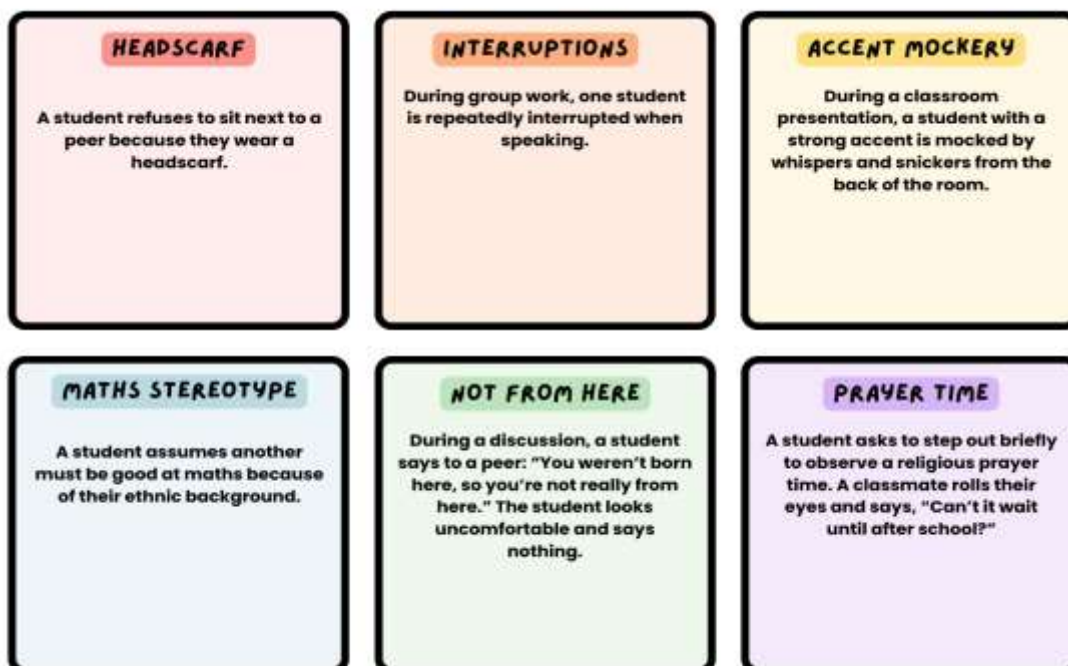 HEADSCARF
A student refuses to sit next to a
peer because they wear a
headscarf.
INTERRUPTIONS
During group work, one student
is repeatedly interrupted when
speaking.
ACCENT MOCKERY
During a classroom
presentation, a student with a
strong accent is mocked by
whispers and snickers from the
back of the room.
MATHS STEREOTYPE
A student assumes another
must be good at maths because
of their ethnic background.
NOT FROM HERE
During a discussion, a student
says to a peer: "You weren't born
here, so you're not really from
here." The student looks
uncomfortable and says
nothing.
PRAYER TIME
A student asks to step out briefly
to observe a religious prayer
time. A classmate rolls their
eyes and says, "Can't it wait
until after school?"